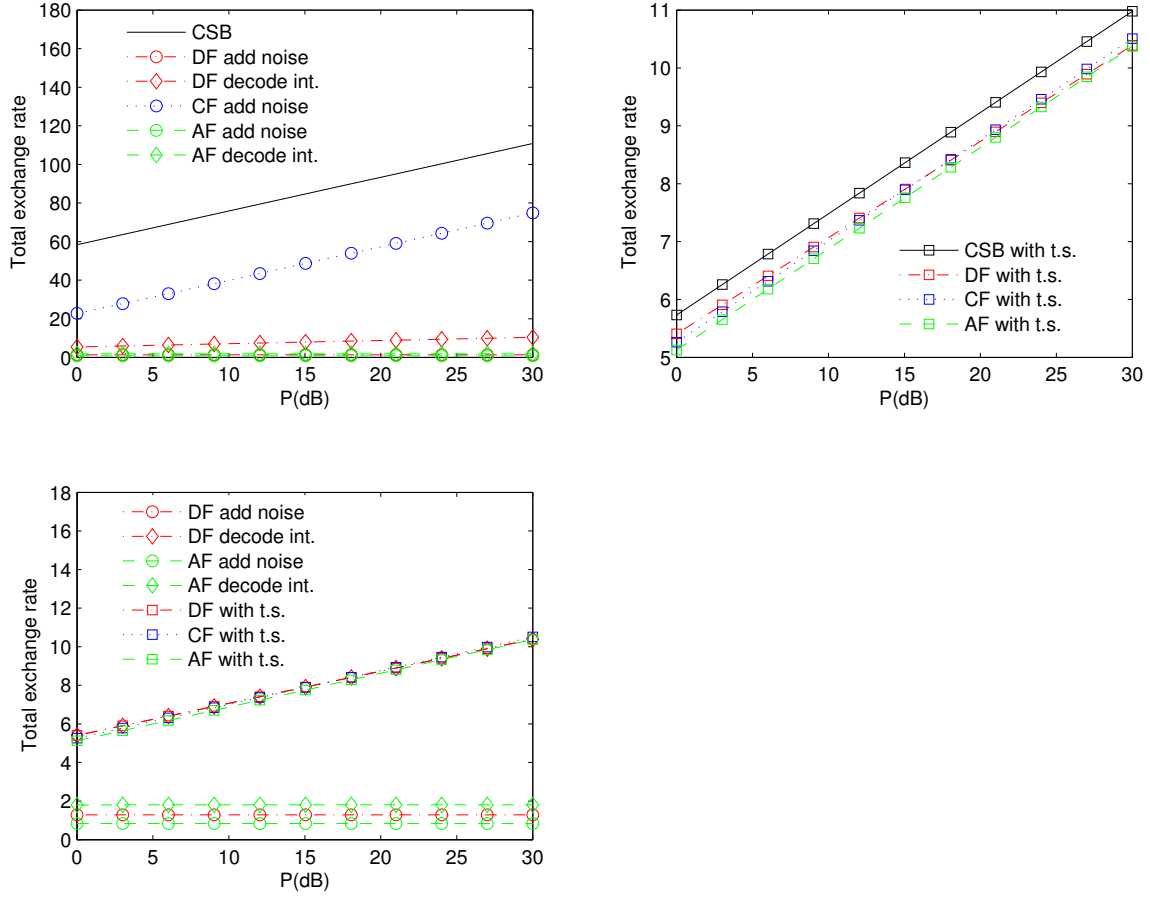 180
160
140
120
100
80
60
40
20
0
Total exchange rate
CSB
DF add noise
DF decode int.
CF add noise
AF add noise
AF decode int.
0 5 10 15 20 25 30
P(dB)
11
10
9
8
7
6
5
Total exchange rate
CSB with t.s.
DF with t.s.
CF with t.s.
AF with t.s.
0 5 10 15 20 25 30
P(dB)
18
16
14
12
10
8
6
4
2
0
Total exchange rate
DF add noise
DF decode int.
AF add noise
AF decode int.
DF with t.s.
CF with t.s.
AF with t.s.
0 5 10 15 20 25 30
P(dB)